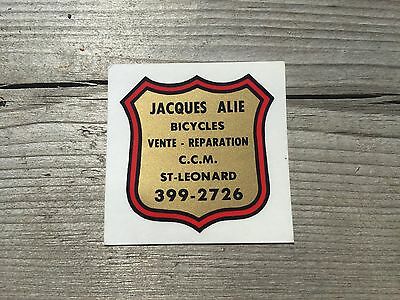 JACQUES ALIE
BICYCLES
VENTE - REPARATION
C.C.M.
ST-LEONARD
399-2726